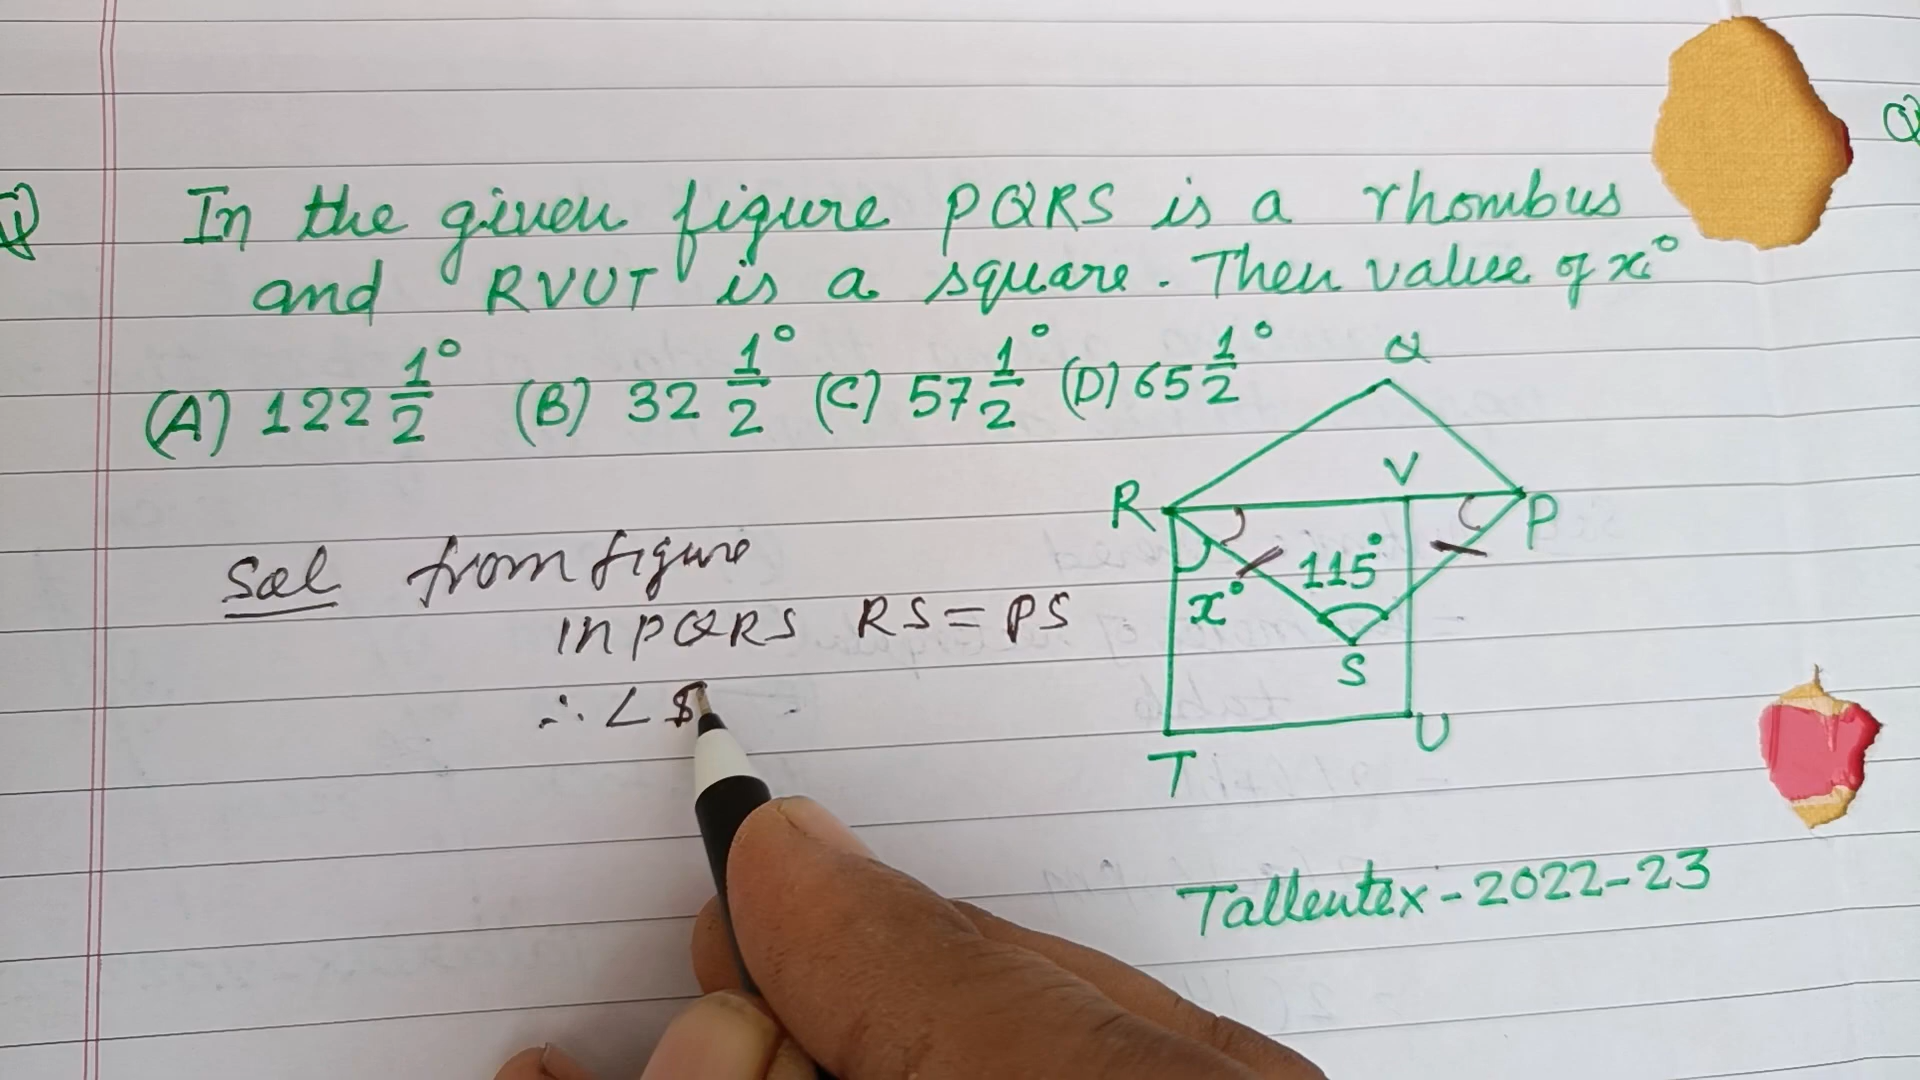 Q In the given figure PQRS is a rhombus
and RVUT is a square. Then value of x°
(A) 122 1/2° (B) 32 1/2° (C) 57 1/2° (D) 65 1/2°
Q
V
R
P
115°
x°
S
T
U
Sol from figure
in PQRS RS = PS
∴ ∠ S
Tallentex - 2022-23
Q